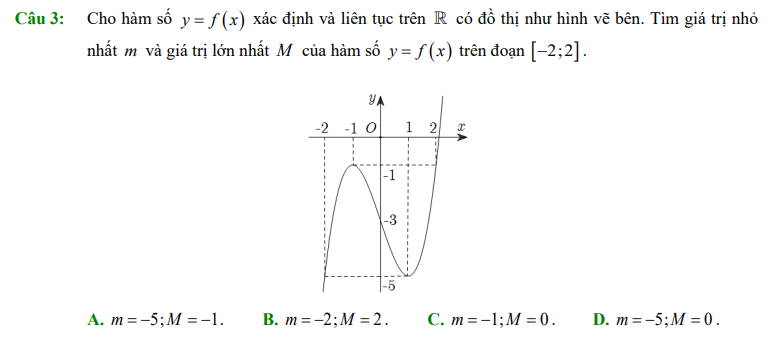 Câu 3: Cho hàm số y = f(x) xác định và liên tục trên ℝ có đồ thị như hình vẽ bên. Tìm giá trị nhỏ
nhất m và giá trị lớn nhất M của hàm số y = f(x) trên đoạn [−2;2].
y
-2 -1 O 1 2 x
-1
-3
-5
A. m = −5; M = −1. B. m = −2; M = 2. C. m = −1; M = 0. D. m = −5; M = 0.